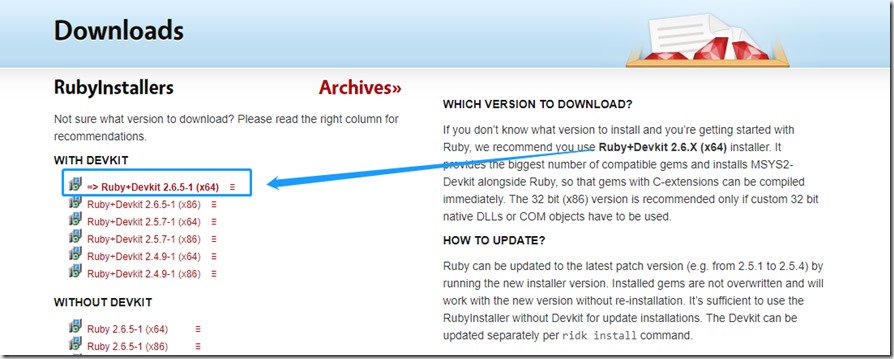 Downloads
RubyInstallers
Archives»
Not sure what version to download? Please read the right column for
recommendations.
WITH DEVKIT
=> Ruby+Devkit 2.6.5-1 (x64)
Ruby+Devkit 2.6.5-1 (x86)
Ruby+Devkit 2.5.7-1 (x64)
Ruby+Devkit 2.5.7-1 (x86)
Ruby+Devkit 2.4.9-1 (x64)
Ruby+Devkit 2.4.9-1 (x86)
WITHOUT DEVKIT
Ruby 2.6.5-1 (x64)
Ruby 2.6.5-1 (x86)
WHICH VERSION TO DOWNLOAD?
If you don't know what version to install and you're getting started with
Ruby, we recommend you use Ruby+Devkit 2.6.X (x64) installer. It
provides the biggest number of compatible gems and installs MSYS2-
Devkit alongside Ruby, so that gems with C-extensions can be compiled
immediately. The 32 bit (x86) version is recommended only if custom 32 bit
native DLLs or COM objects have to be used.
HOW TO UPDATE?
Ruby can be updated to the latest patch version (e.g. from 2.5.1 to 2.5.4) by
running the new installer version. Installed gems are not overwritten and will
work with the new version without re-installation. It's sufficient to use the
RubyInstaller without Devkit for update installations. The Devkit can be
updated separately per ridk install command.